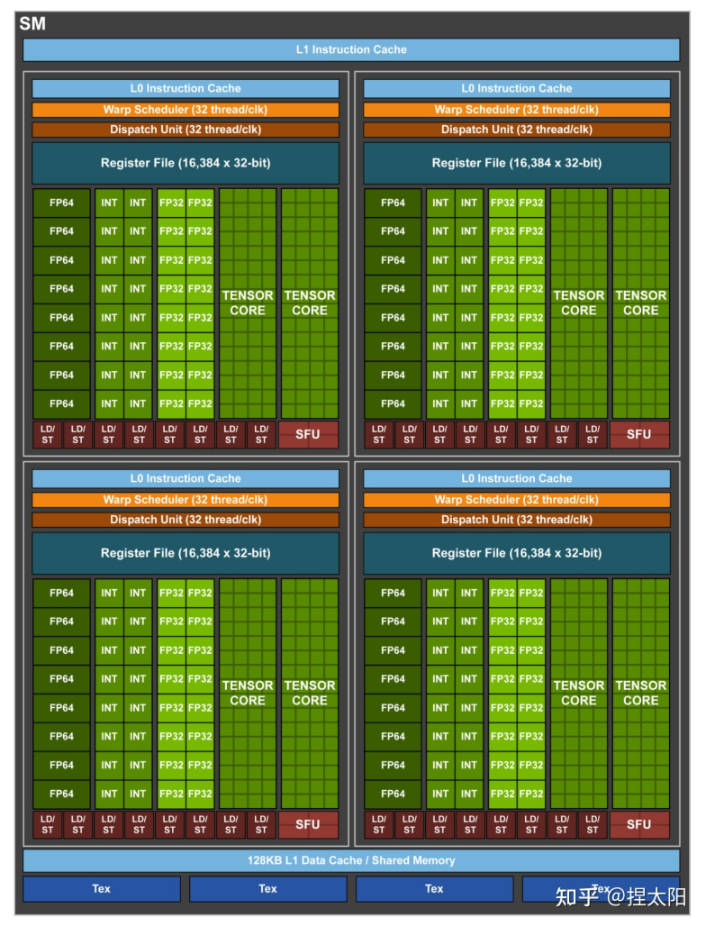 SM
L1 Instruction Cache
L0 Instruction Cache
Warp Scheduler (32 thread/clk)
Dispatch Unit (32 thread/clk)
Register File (16,384 x 32-bit)
FP64 INT INT FP32 FP32
FP64 INT INT FP32 FP32
FP64 INT INT FP32 FP32
FP64 INT INT FP32 FP32
FP64 INT INT FP32 FP32
FP64 INT INT FP32 FP32
FP64 INT INT FP32 FP32
FP64 INT INT FP32 FP32
TENSOR TENSOR
CORE CORE
LD/ LD/ LD/ LD/ LD/ LD/ LD/ LD/
ST ST ST ST ST ST ST ST
SFU
L0 Instruction Cache
Warp Scheduler (32 thread/clk)
Dispatch Unit (32 thread/clk)
Register File (16,384 x 32-bit)
FP64 INT INT FP32 FP32
FP64 INT INT FP32 FP32
FP64 INT INT FP32 FP32
FP64 INT INT FP32 FP32
FP64 INT INT FP32 FP32
FP64 INT INT FP32 FP32
FP64 INT INT FP32 FP32
FP64 INT INT FP32 FP32
TENSOR TENSOR
CORE CORE
LD/ LD/ LD/ LD/ LD/ LD/ LD/ LD/
ST ST ST ST ST ST ST ST
SFU
L0 Instruction Cache
Warp Scheduler (32 thread/clk)
Dispatch Unit (32 thread/clk)
Register File (16,384 x 32-bit)
FP64 INT INT FP32 FP32
FP64 INT INT FP32 FP32
FP64 INT INT FP32 FP32
FP64 INT INT FP32 FP32
FP64 INT INT FP32 FP32
FP64 INT INT FP32 FP32
FP64 INT INT FP32 FP32
FP64 INT INT FP32 FP32
TENSOR TENSOR
CORE CORE
LD/ LD/ LD/ LD/ LD/ LD/ LD/ LD/
ST ST ST ST ST ST ST ST
SFU
L0 Instruction Cache
Warp Scheduler (32 thread/clk)
Dispatch Unit (32 thread/clk)
Register File (16,384 x 32-bit)
FP64 INT INT FP32 FP32
FP64 INT INT FP32 FP32
FP64 INT INT FP32 FP32
FP64 INT INT FP32 FP32
FP64 INT INT FP32 FP32
FP64 INT INT FP32 FP32
FP64 INT INT FP32 FP32
FP64 INT INT FP32 FP32
TENSOR TENSOR
CORE CORE
LD/ LD/ LD/ LD/ LD/ LD/ LD/ LD/
ST ST ST ST ST ST ST ST
SFU
128KB L1 Data Cache / Shared Memory
Tex Tex Tex Tex
知乎 @捏太阳